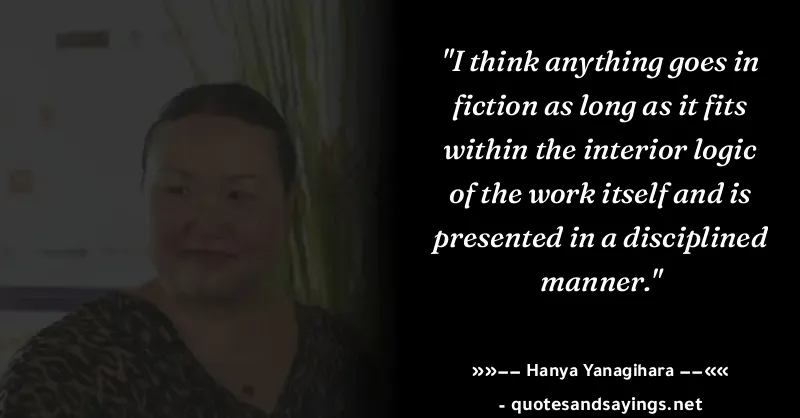 "I think anything goes in
fiction as long as it fits
within the interior logic
of the work itself and is
presented in a disciplined
manner."
»»–– Hanya Yanagihara ––««
- quotesandsayings.net